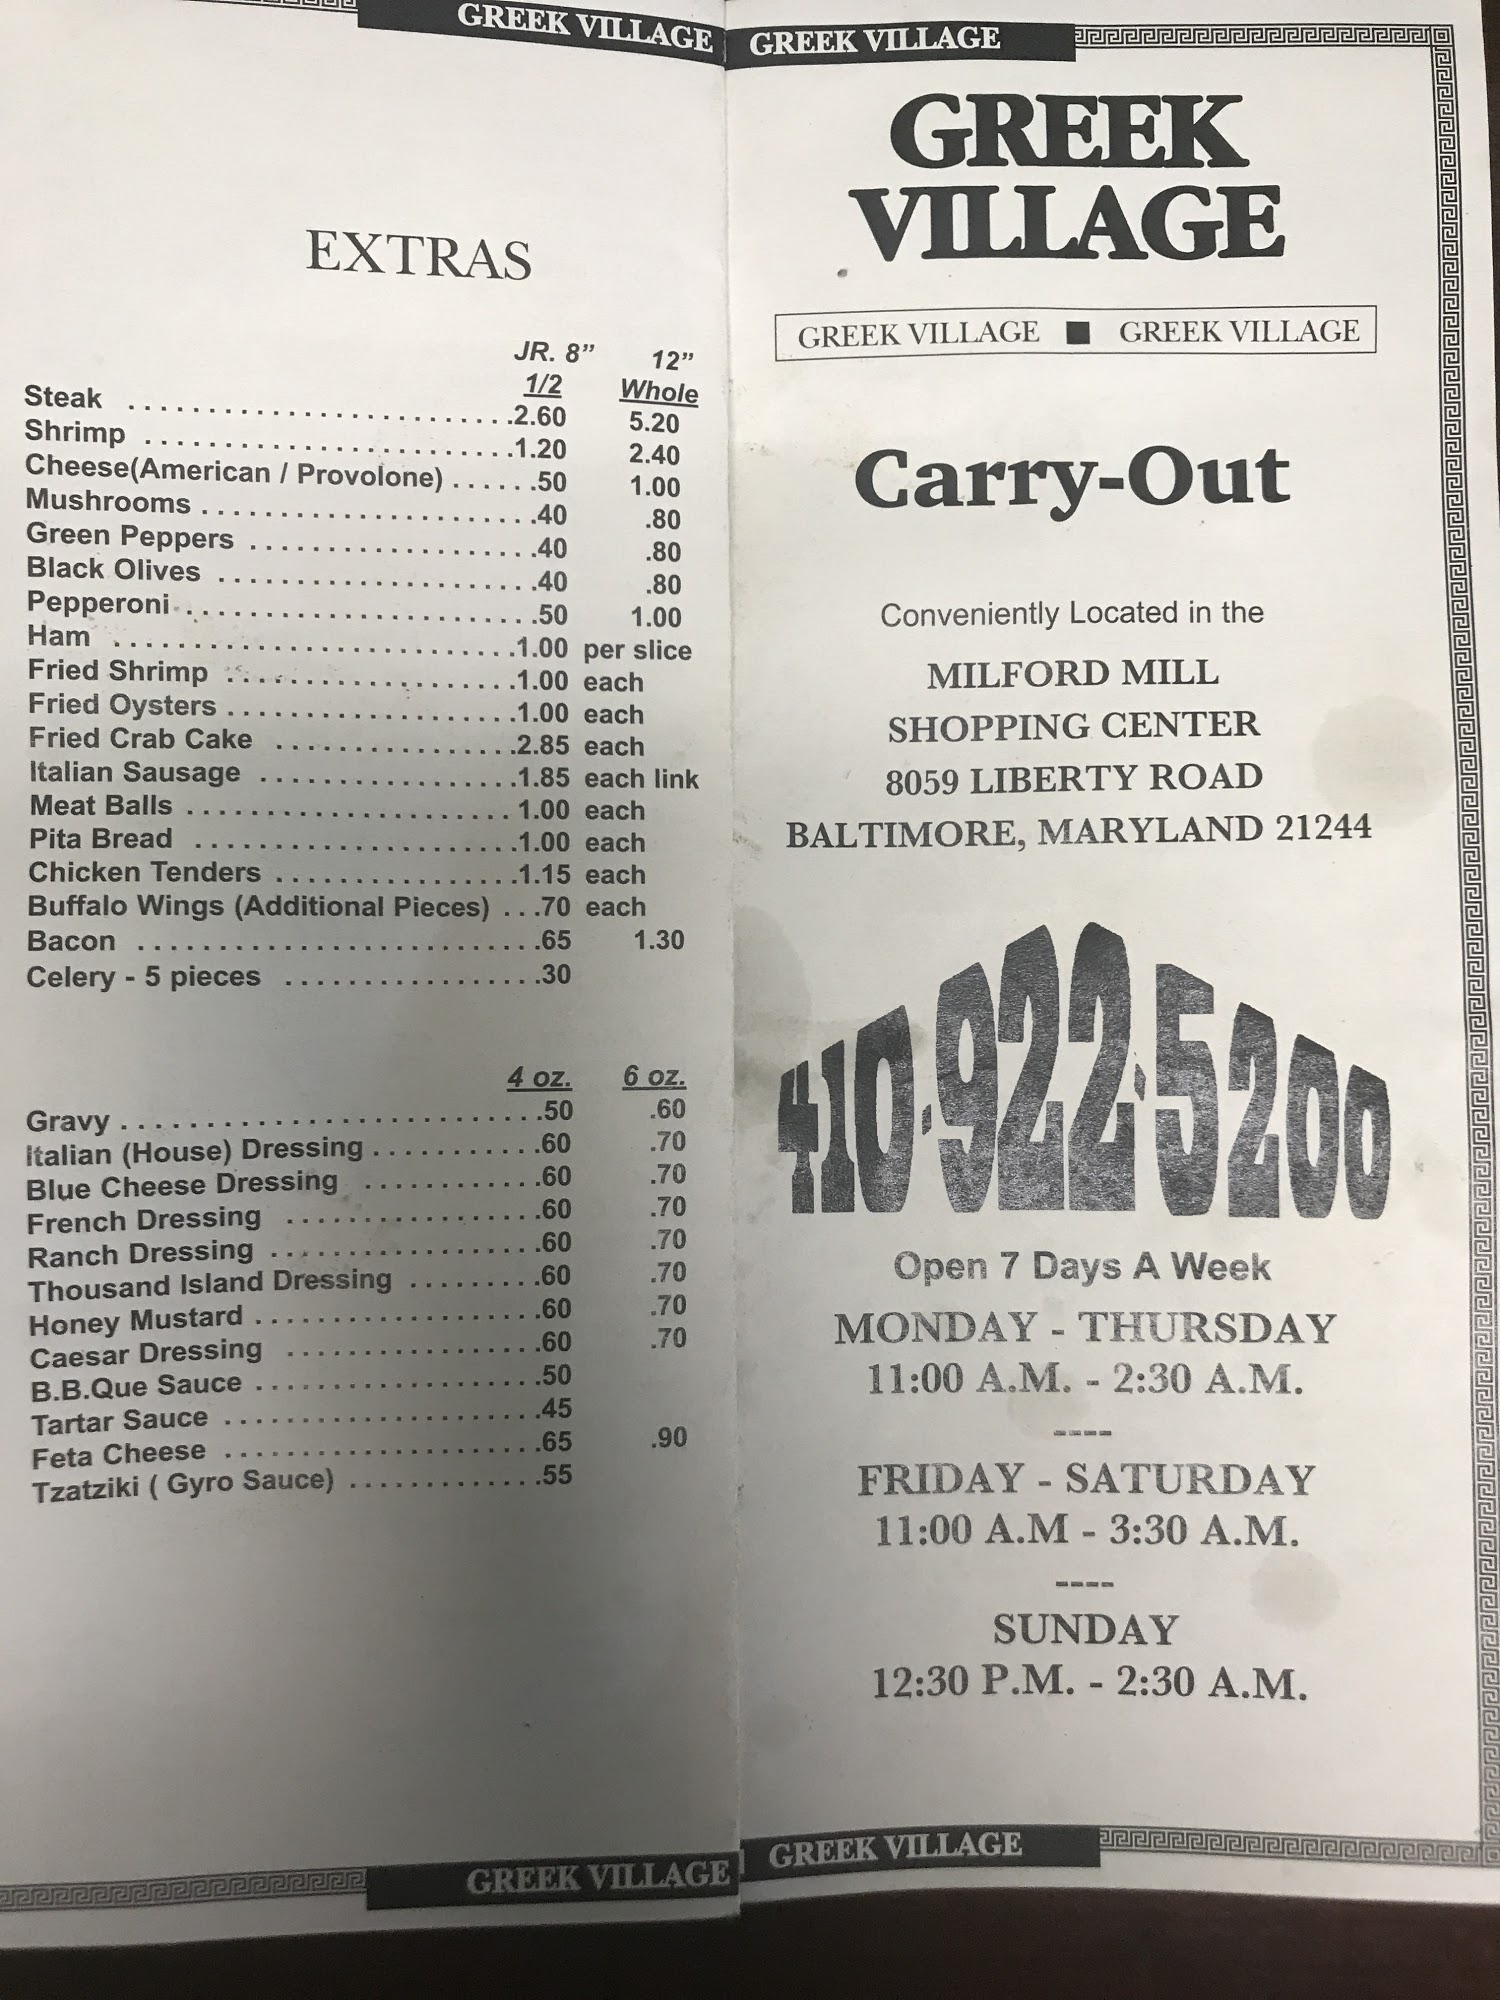 GREEK VILLAGE
EXTRAS
JR. 8” 12”
1/2 Whole
Steak . . . . . . . . . . . . . . . . . . . . . . . . .2.60 5.20
Shrimp . . . . . . . . . . . . . . . . . . . . . . . .1.20 2.40
Cheese(American / Provolone) . . . . . .50 1.00
Mushrooms . . . . . . . . . . . . . . . . . . . . .40 .80
Green Peppers . . . . . . . . . . . . . . . . . .40 .80
Black Olives . . . . . . . . . . . . . . . . . . . .40 .80
Pepperoni . . . . . . . . . . . . . . . . . . . . . .50 1.00
Ham . . . . . . . . . . . . . . . . . . . . . . . . . .1.00 per slice
Fried Shrimp . . . . . . . . . . . . . . . . . . .1.00 each
Fried Oysters . . . . . . . . . . . . . . . . . . .1.00 each
Fried Crab Cake . . . . . . . . . . . . . . . .2.85 each
Italian Sausage . . . . . . . . . . . . . . . . .1.85 each link
Meat Balls . . . . . . . . . . . . . . . . . . . . . 1.00 each
Pita Bread . . . . . . . . . . . . . . . . . . . . .1.00 each
Chicken Tenders . . . . . . . . . . . . . . . .1.15 each
Buffalo Wings (Additional Pieces) . . .70 each
Bacon . . . . . . . . . . . . . . . . . . . . . . . . .65 1.30
Celery - 5 pieces . . . . . . . . . . . . . . . .30
4 oz. 6 oz.
Gravy . . . . . . . . . . . . . . . . . . . . . . . . . .50 .60
Italian (House) Dressing . . . . . . . . . . .60 .70
Blue Cheese Dressing . . . . . . . . . . . .60 .70
French Dressing . . . . . . . . . . . . . . . .60 .70
Ranch Dressing . . . . . . . . . . . . . . . . .60 .70
Thousand Island Dressing . . . . . . . . .60 .70
Honey Mustard . . . . . . . . . . . . . . . . . .60 .70
Caesar Dressing . . . . . . . . . . . . . . . .60 .70
B.B.Que Sauce . . . . . . . . . . . . . . . . . .50
Tartar Sauce . . . . . . . . . . . . . . . . . . . .45
Feta Cheese . . . . . . . . . . . . . . . . . . . .65 .90
Tzatziki ( Gyro Sauce) . . . . . . . . . . . . .55
GREEK VILLAGE
GREEK VILLAGE
GREEK
VILLAGE
GREEK VILLAGE ■ GREEK VILLAGE
Carry-Out
Conveniently Located in the
MILFORD MILL
SHOPPING CENTER
8059 LIBERTY ROAD
BALTIMORE, MARYLAND 21244
410-922-5200
Open 7 Days A Week
MONDAY - THURSDAY
11:00 A.M. - 2:30 A.M.
----
FRIDAY - SATURDAY
11:00 A.M - 3:30 A.M.
----
SUNDAY
12:30 P.M. - 2:30 A.M.
GREEK VILLAGE